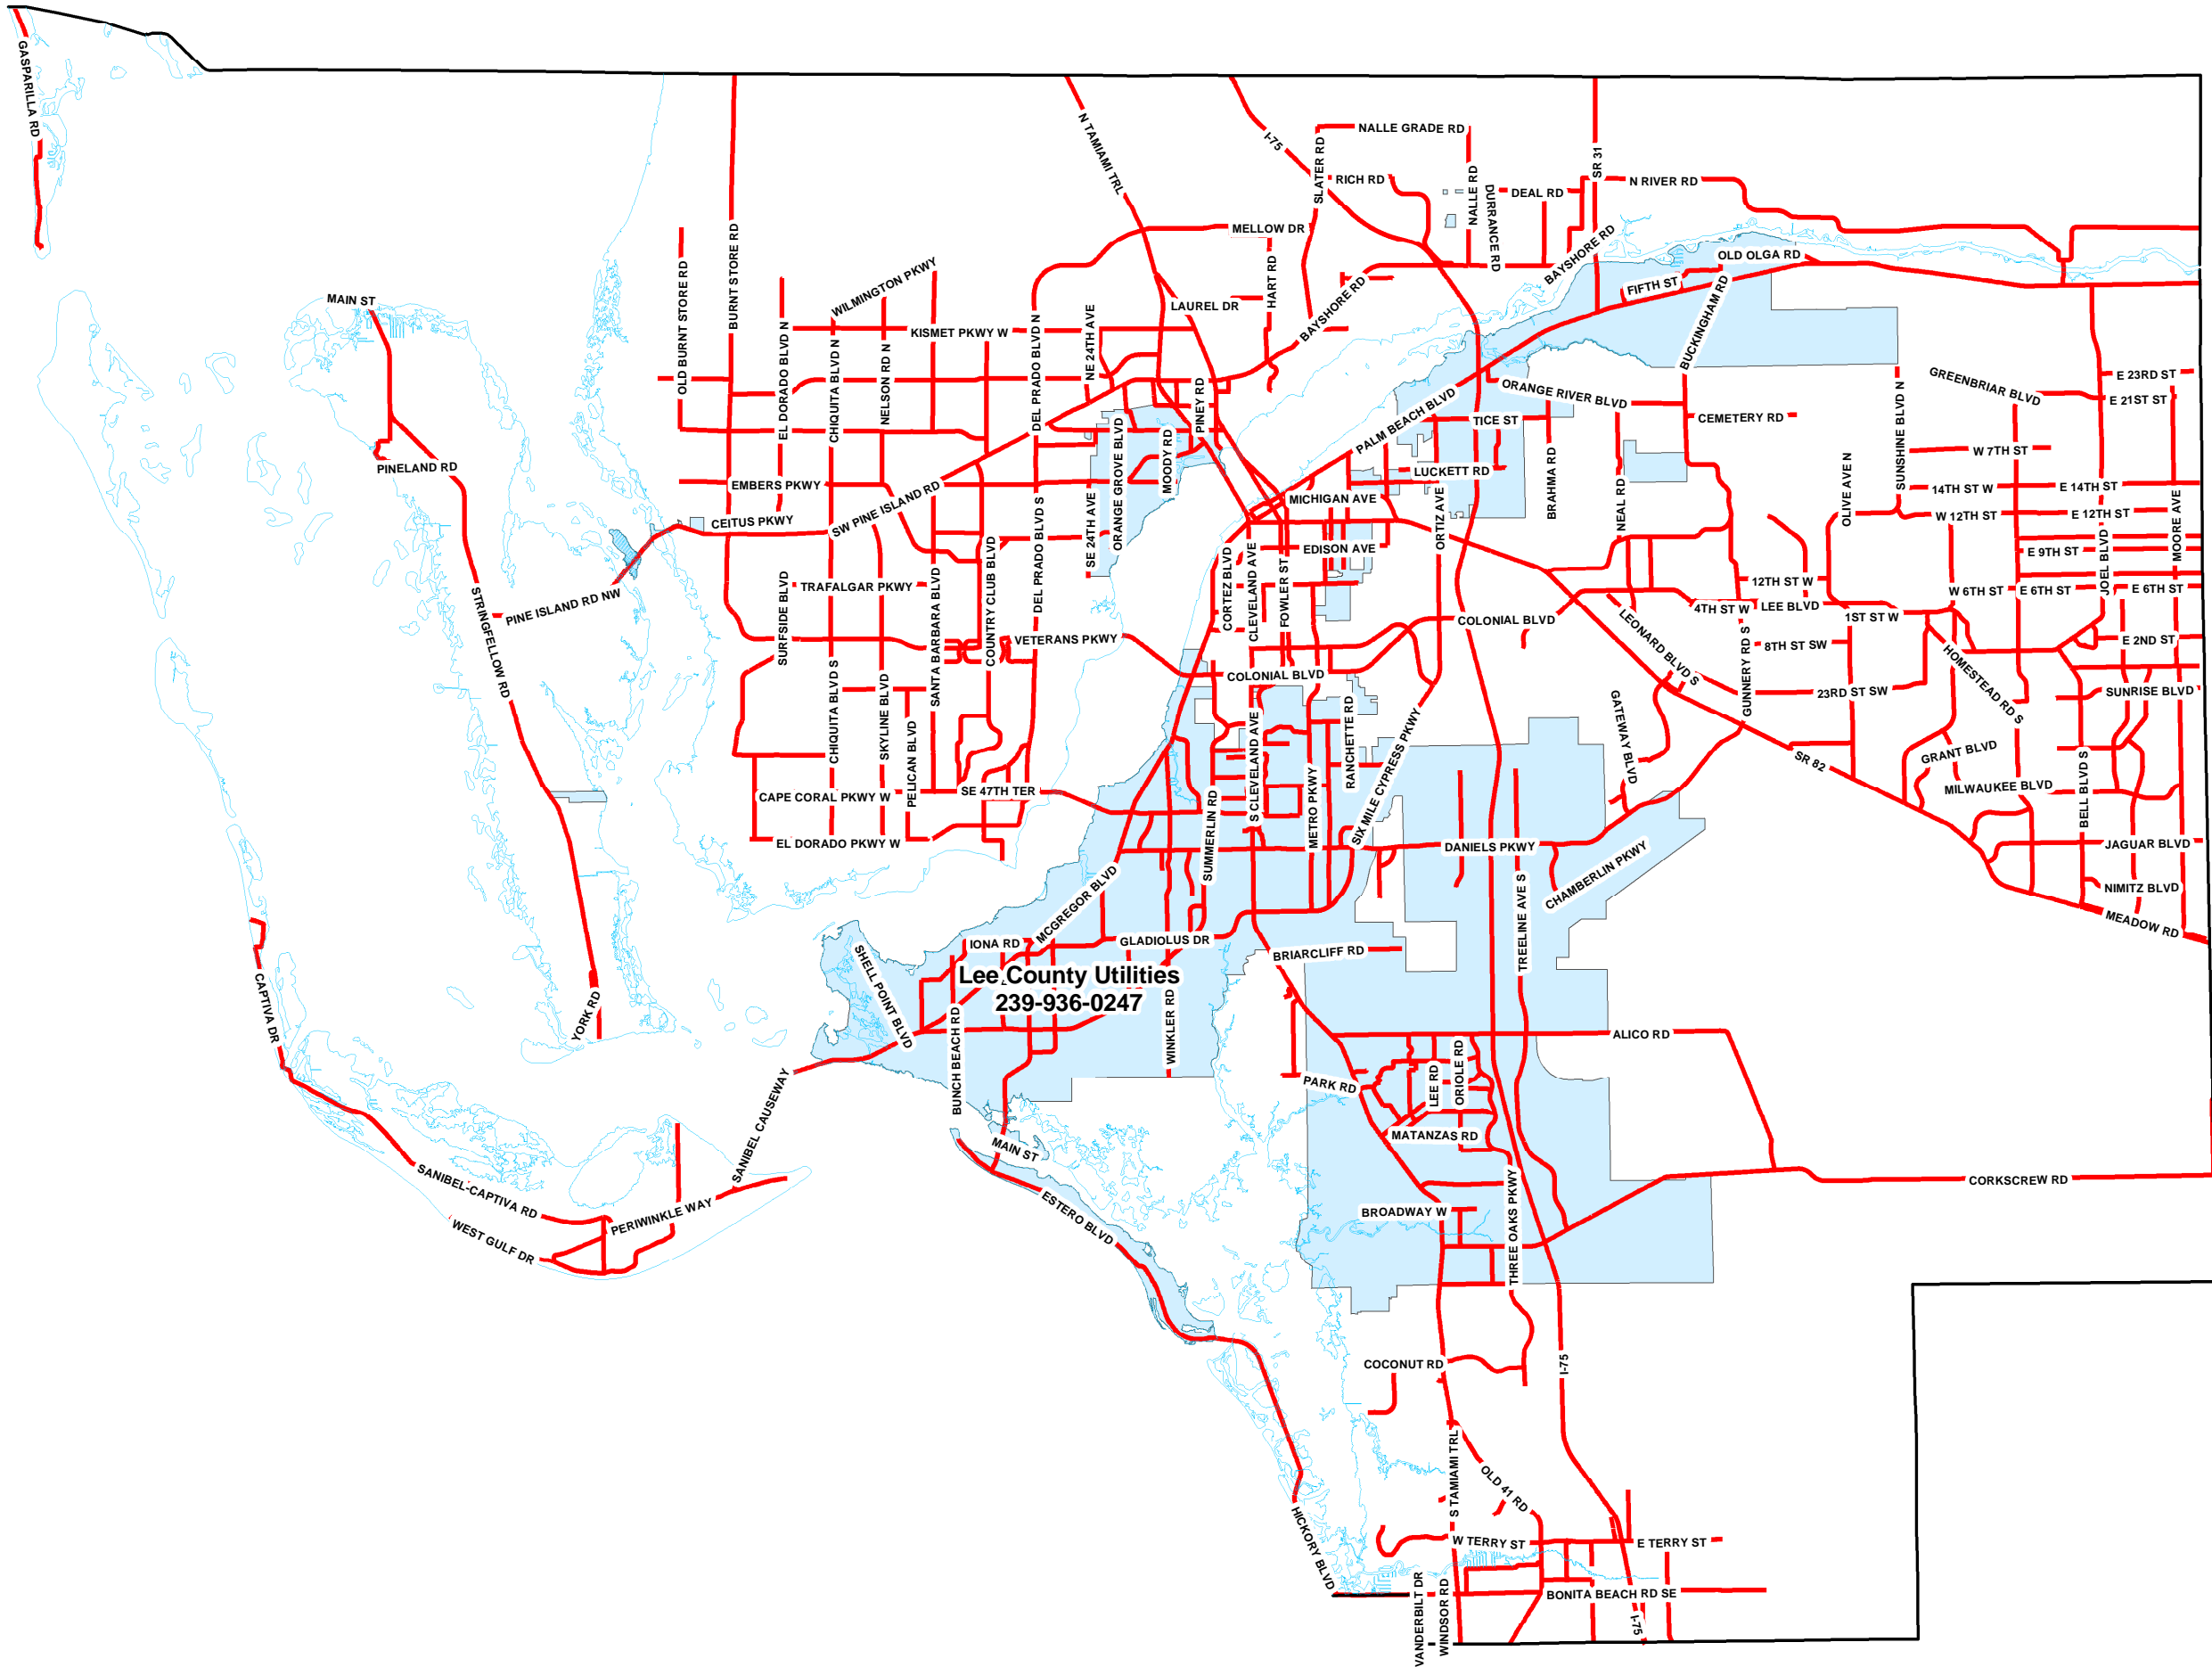 GASPARILLA RD
N TAMIAMI TRL
I-75
NALLE GRADE RD
SLATER RD
RICH RD
NALLE RD
DURRANCE RD
DEAL RD
SR 31
N RIVER RD
MELLOW DR
BAYSHORE RD
OLD OLGA RD
OLD BURNT STORE RD
BURNT STORE RD
WILMINGTON PKWY
HART RD
LAUREL DR
BAYSHORE RD
FIFTH ST
BUCKINGHAM RD
MAIN ST
EL DORADO BLVD N
CHIQUITA BLVD N
NELSON RD N
KISMET PKWY W
DEL PRADO BLVD N
NE 24TH AVE
PINEY RD
ORANGE RIVER BLVD
GREENBRIAR BLVD
E 23RD ST
E 21ST ST
PALM BEACH BLVD
TICE ST
CEMETERY RD
SUNSHINE BLVD N
PINELAND RD
ORANGE GROVE BLVD
MOODY RD
LUCKETT RD
BRAHMA RD
NEAL RD
OLIVE AVE N
W 7TH ST
EMBERS PKWY
SW PINE ISLAND RD
MICHIGAN AVE
14TH ST W
E 14TH ST
CEITUS PKWY
SE 24TH AVE
ORTIZ AVE
W 12TH ST
E 12TH ST
MOORE AVE
EDISON AVE
E 9TH ST
JOEL BLVD
STRINGFELLOW RD
PINE ISLAND RD NW
SURFSIDE BLVD
TRAFALGAR PKWY
SANTA BARBARA BLVD
COUNTRY CLUB BLVD
DEL PRADO BLVD S
CORTEZ BLVD
CLEVELAND AVE
FOWLER ST
12TH ST W
4TH ST W
LEE BLVD
1ST ST W
W 6TH ST
E 6TH ST
E 6TH ST
VETERANS PKWY
COLONIAL BLVD
LEONARD BLVD S
GUNNERY RD S
8TH ST SW
E 2ND ST
COLONIAL BLVD
CHIQUITA BLVD S
SKYLINE BLVD
PELICAN BLVD
HOMESTEAD RD S
23RD ST SW
SUNRISE BLVD
RANCHETTE RD
SIX MILE CYPRESS PKWY
GATEWAY BLVD
S CLEVELAND AVE
METRO PKWY
SR 82
GRANT BLVD
MILWAUKEE BLVD
BELL BLVD S
CAPE CORAL PKWY W
SE 47TH TER
SUMMERLIN RD
EL DORADO PKWY W
DANIELS PKWY
CHAMBERLIN PKWY
JAGUAR BLVD
NIMITZ BLVD
MEADOW RD
MCGREGOR BLVD
TREELINE AVE S
IONA RD
GLADIOLUS DR
BRIARCLIFF RD
SHELL POINT BLVD
Lee County Utilities
239-936-0247
CAPTIVA DR
YORK RD
BUNCH BEACH RD
WINKLER RD
ALICO RD
PARK RD
LEE RD
ORIOLE RD
SANIBEL CAUSEWAY
MAIN ST
MATANZAS RD
SANIBEL-CAPTIVA RD
WEST GULF DR
PERIWINKLE WAY
ESTERO BLVD
BROADWAY W
THREE OAKS PKWY
CORKSCREW RD
COCONUT RD
I-75
S TAMIAMI TRL
OLD 41 RD
HICKORY BLVD
W TERRY ST
E TERRY ST
VANDERBILT DR
WINDSOR RD
BONITA BEACH RD SE
I-75